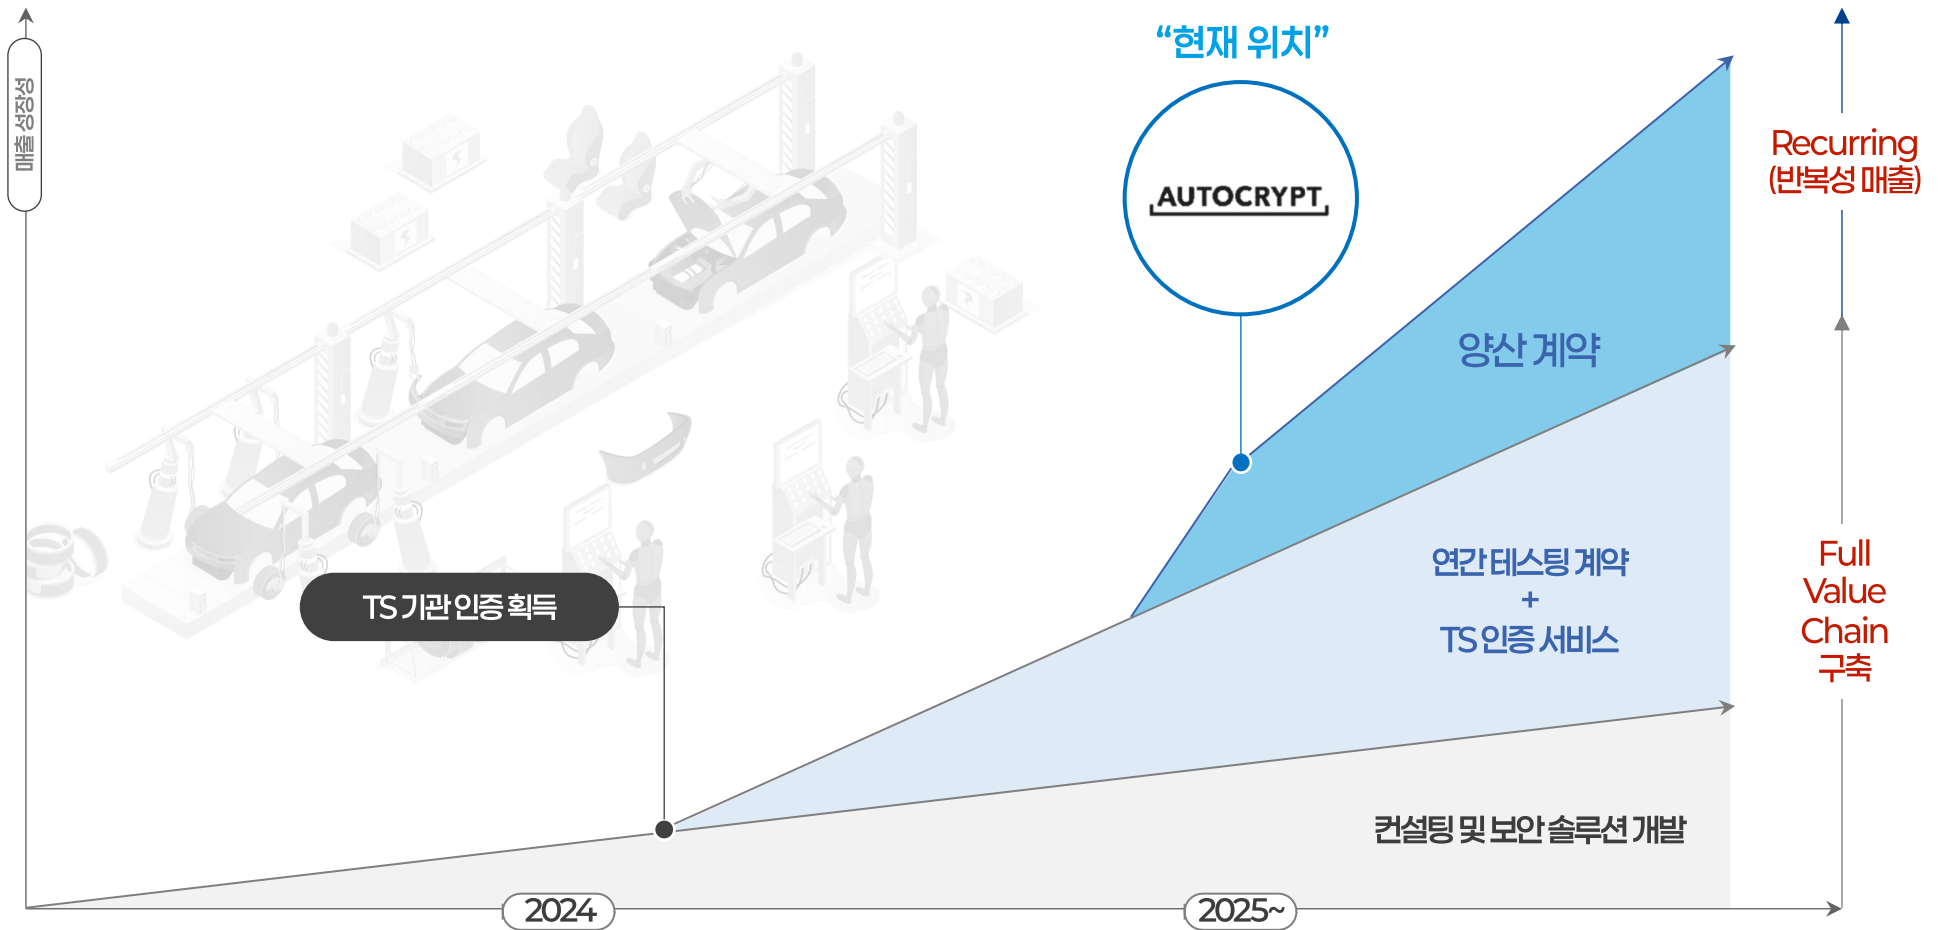 매출 성장성
“현재 위치”
AUTOCRYPT
Recurring
(반복성 매출)
양산 계약
연간 테스팅 계약
+
TS 인증 서비스
Full
Value
Chain
구축
TS 기관 인증 획득
컨설팅 및 보안 솔루션 개발
2024
2025~